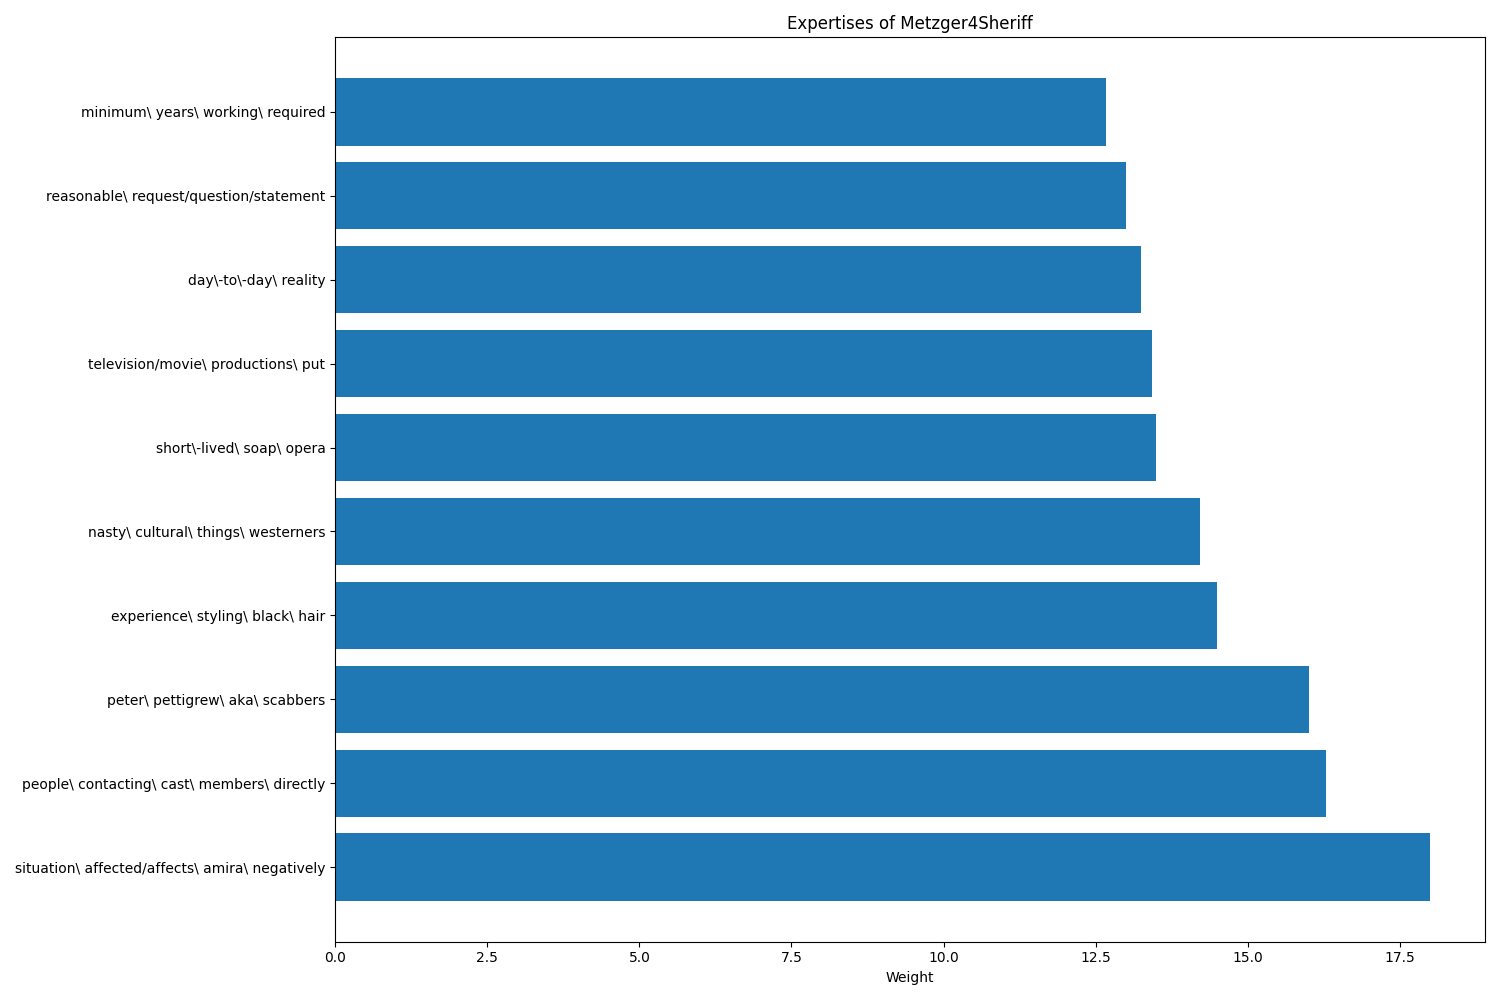 Expertises of Metzger4Sheriff
minimum\ years\ working\ required
reasonable\ request/question/statement
day\-to\-day\ reality
television/movie\ productions\ put
short\-lived\ soap\ opera
nasty\ cultural\ things\ westerners
experience\ styling\ black\ hair
peter\ pettigrew\ aka\ scabbers
people\ contacting\ cast\ members\ directly
situation\ affected/affects\ amira\ negatively
0.0 2.5 5.0 7.5 10.0 12.5 15.0 17.5
Weight